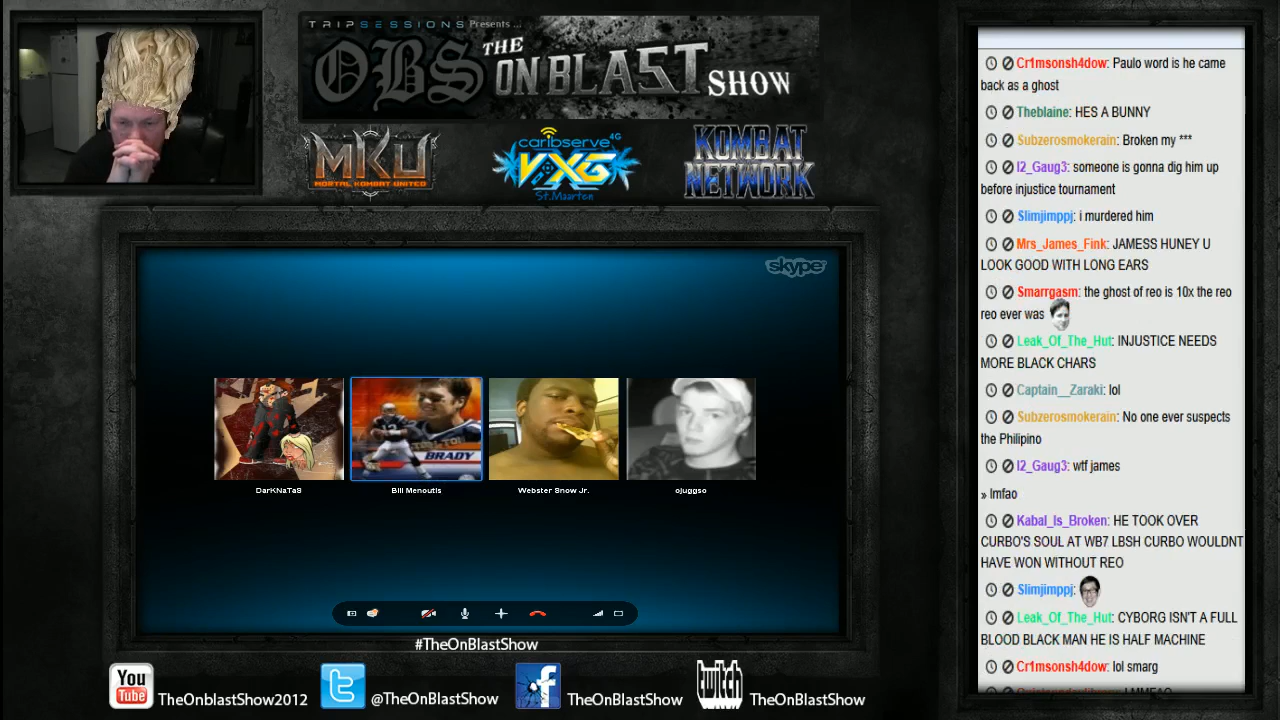 TRIPSESSIONS Presents ...
OBS THE ON BLAST SHOW
MKU
MORTAL KOMBAT UNITED
caribserve 4G
VXG
St.Maarten
KOMBAT
NETWORK
skype
BRADY
DarKNaTaS
Bill Menoutis
Webster Snow Jr.
ojuggso
#TheOnBlastShow
You
Tube
TheOnblastShow2012
@TheOnBlastShow
TheOnBlastShow
twitch
TheOnBlastShow
Cr1msonsh4dow: Paulo word is he came
back as a ghost
Theblaine: HES A BUNNY
Subzerosmokerain: Broken my ***
I2_Gaug3: someone is gonna dig him up
before injustice tournament
Slimjimppj: i murdered him
Mrs_James_Fink: JAMESS HUNEY U
LOOK GOOD WITH LONG EARS
Smarrgasm: the ghost of reo is 10x the reo
reo ever was
Leak_Of_The_Hut: INJUSTICE NEEDS
MORE BLACK CHARS
Captain__Zaraki: lol
Subzerosmokerain: No one ever suspects
the Philipino
I2_Gaug3: wtf james
» lmfao
Kabal_Is_Broken: HE TOOK OVER
CURBO'S SOUL AT WB7 LBSH CURBO WOULDNT
HAVE WON WITHOUT REO
Slimjimppj:
Leak_Of_The_Hut: CYBORG ISN'T A FULL
BLOOD BLACK MAN HE IS HALF MACHINE
Cr1msonsh4dow: lol smarg